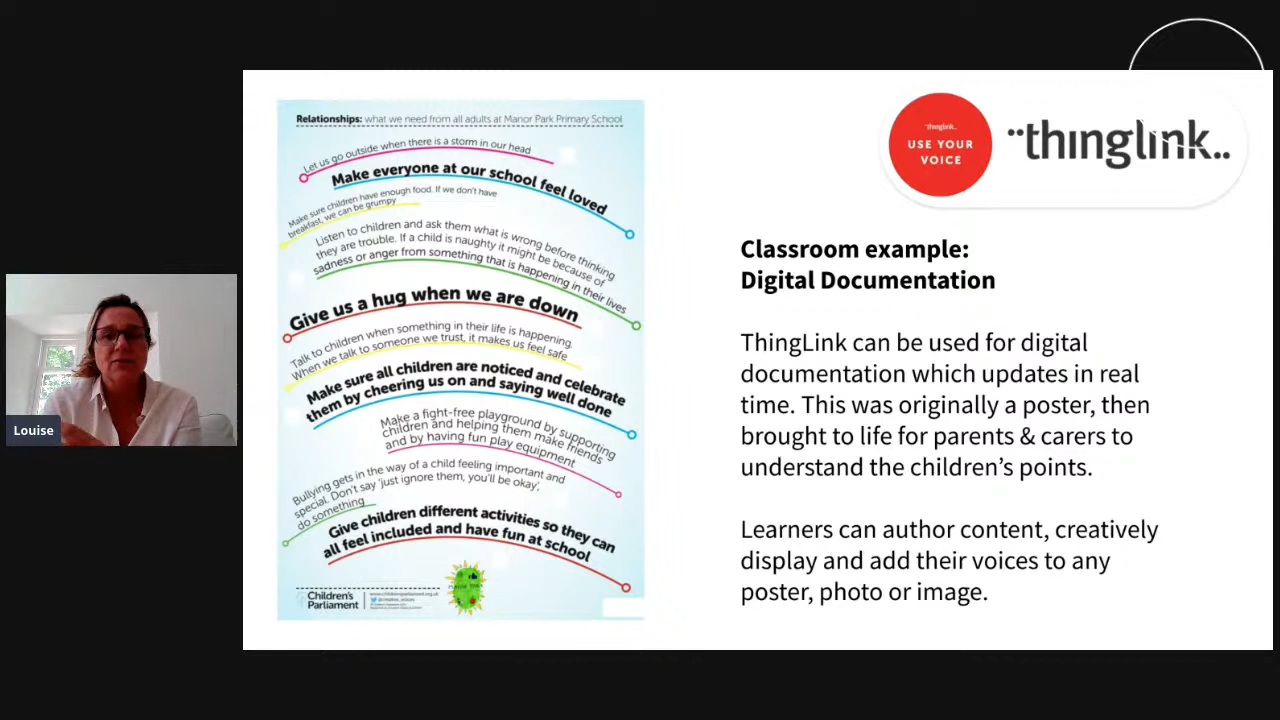 Louise
Relationships: what we need from all adults at Manor Park Primary School
Let us go outside when there is a storm in our head
Make everyone at our school feel loved
Make sure children have enough food. If we don't have
breakfast, we can be grumpy
Listen to children and ask them what is wrong before thinking
they are trouble. If a child is naughty it might be because of
sadness or anger from something that is happening in their lives
Give us a hug when we are down
Talk to children when something in their life is happening.
When we talk to someone we trust, it makes us feel safe
Make sure all children are noticed and celebrate
them by cheering us on and saying well done
Make a fight-free playground by supporting
children and helping them make friends
and by having fun play equipment
Bullying gets in the way of a child feeling important and
special. Don't say 'just ignore them, you'll be okay',
do something
Give children different activities so they can
all feel included and have fun at school
Children's
Parliament
www.childrensparliament.org.uk
@creative_voices
¨thinglink..
USE YOUR
VOICE
¨thinglink..
Classroom example:
Digital Documentation
ThingLink can be used for digital
documentation which updates in real
time. This was originally a poster, then
brought to life for parents & carers to
understand the children's points.
Learners can author content, creatively
display and add their voices to any
poster, photo or image.